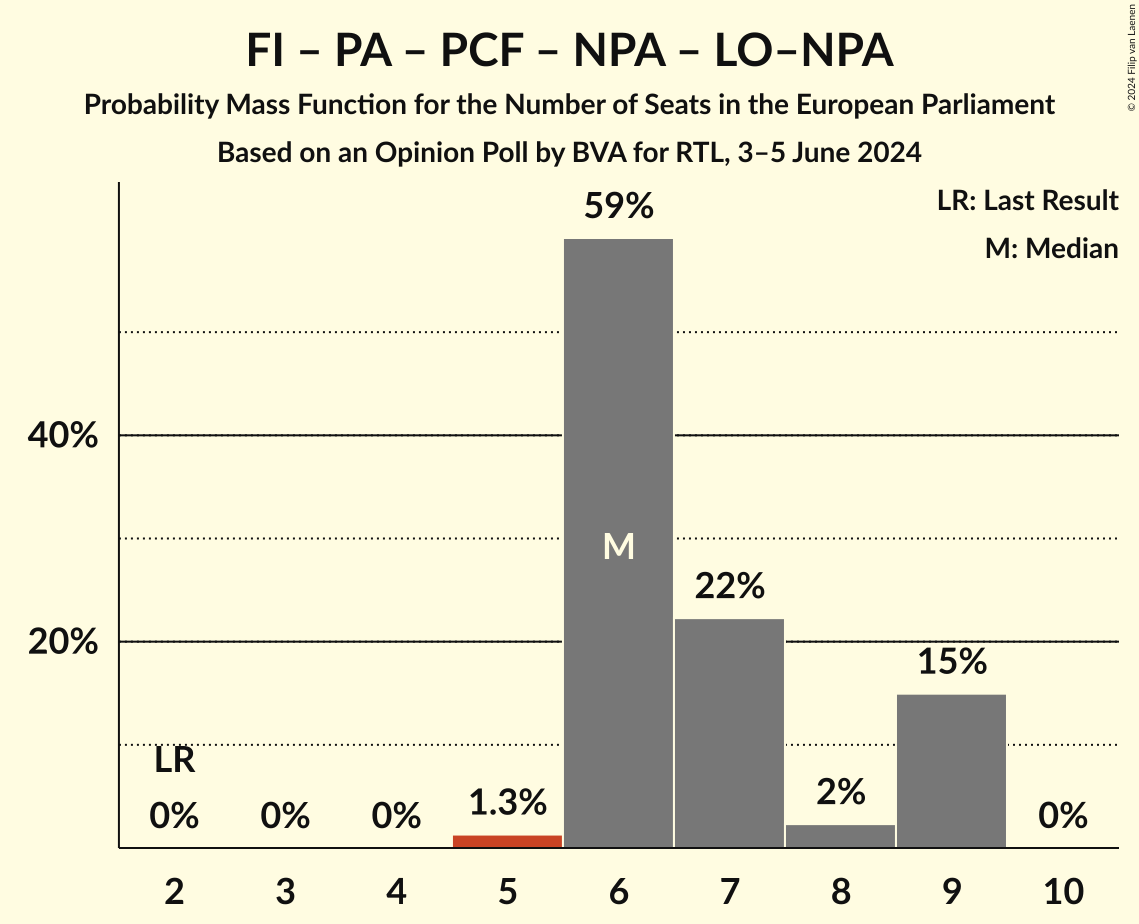 FI – PA – PCF – NPA – LO–NPA
Probability Mass Function for the Number of Seats in the European Parliament
Based on an Opinion Poll by BVA for RTL, 3–5 June 2024
© 2024 Filip van Laenen
LR: Last Result
M: Median
59%
40%
M
22%
20%
15%
LR
0%
0%
0%
1.3%
2%
0%
2 3 4 5 6 7 8 9 10